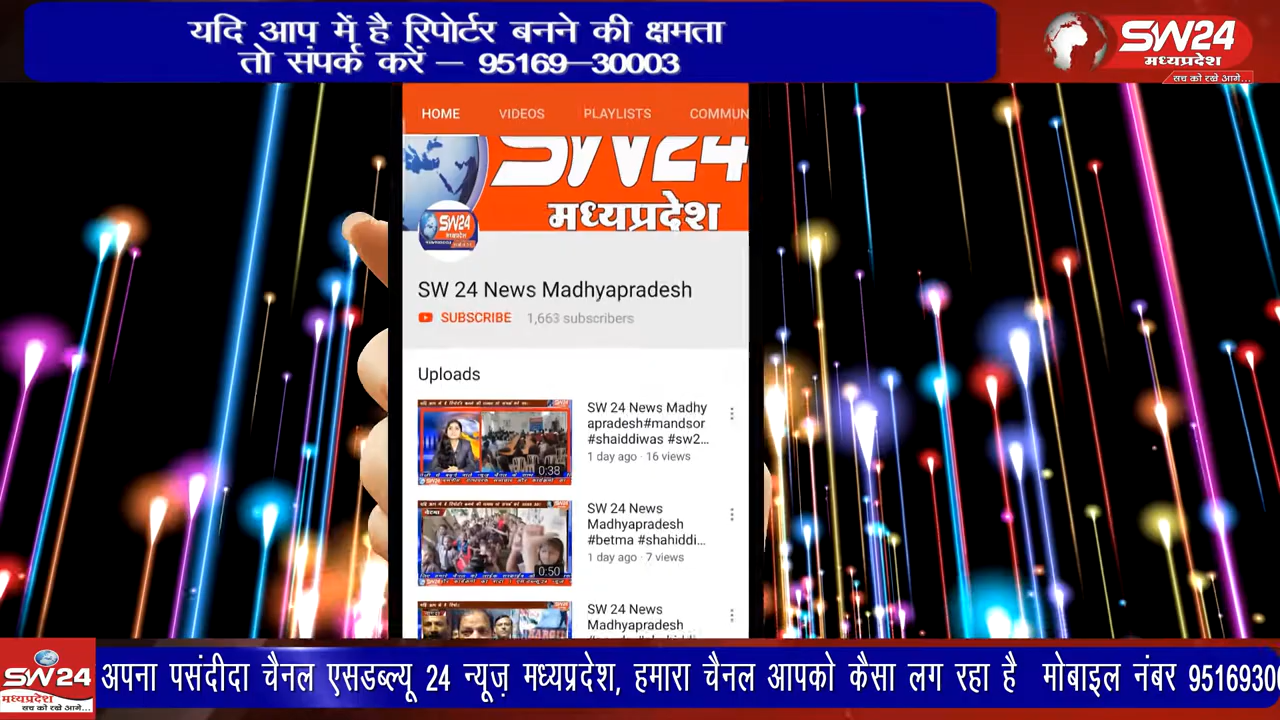 यदि आप में है रिपोर्टर बनने की क्षमता
तो संपर्क करें – 95169–30003
SW24
मध्यप्रदेश
सच को रखे आगे...
HOME VIDEOS PLAYLISTS COMMUN
SW24
मध्यप्रदेश
SW24
SW 24 News Madhyapradesh
SUBSCRIBE 1,663 subscribers
Uploads
SW 24 News Madhy
apradesh#mandsor
#shaiddiwas #sw2...
1 day ago · 16 views
0:38
SW 24 News
Madhyapradesh
#betma #shahiddi...
1 day ago · 7 views
0:50
SW 24 News
Madhyapradesh
SW24
मध्यप्रदेश
सच को रखे आगे...
अपना पसंदीदा चैनल एसडब्ल्यू 24 न्यूज़ मध्यप्रदेश, हमारा चैनल आपको कैसा लग रहा है मोबाइल नंबर 9516930